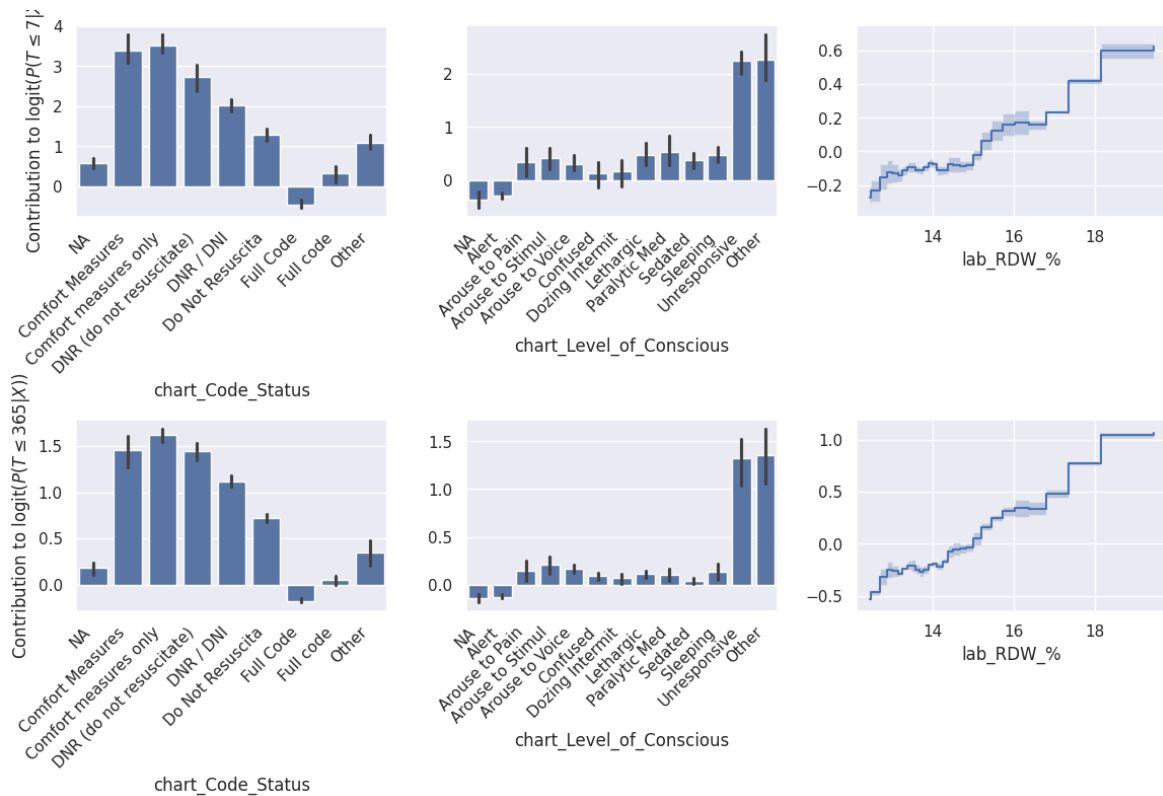 Contribution to logit(P(T ≤ 7|
4
3
2
1
0
NA
Comfort Measures
Comfort measures only
DNR (do not resuscitate)
DNR / DNI
Do Not Resuscita
Full Code
Full code
Other
chart_Code_Status
2
1
0
NA
Alert
Arouse to Pain
Arouse to Stimul
Arouse to Voice
Confused
Dozing Intermit
Lethargic
Paralytic Med
Sedated
Sleeping
Unresponsive
Other
chart_Level_of_Conscious
0.6
0.4
0.2
0.0
−0.2
14
16
18
lab_RDW_%
Contribution to logit(P(T ≤ 365|X))
1.5
1.0
0.5
0.0
NA
Comfort Measures
Comfort measures only
DNR (do not resuscitate)
DNR / DNI
Do Not Resuscita
Full Code
Full code
Other
chart_Code_Status
1.5
1.0
0.5
0.0
NA
Alert
Arouse to Pain
Arouse to Stimul
Arouse to Voice
Confused
Dozing Intermit
Lethargic
Paralytic Med
Sedated
Sleeping
Unresponsive
Other
chart_Level_of_Conscious
1.0
0.5
0.0
−0.5
14
16
18
lab_RDW_%